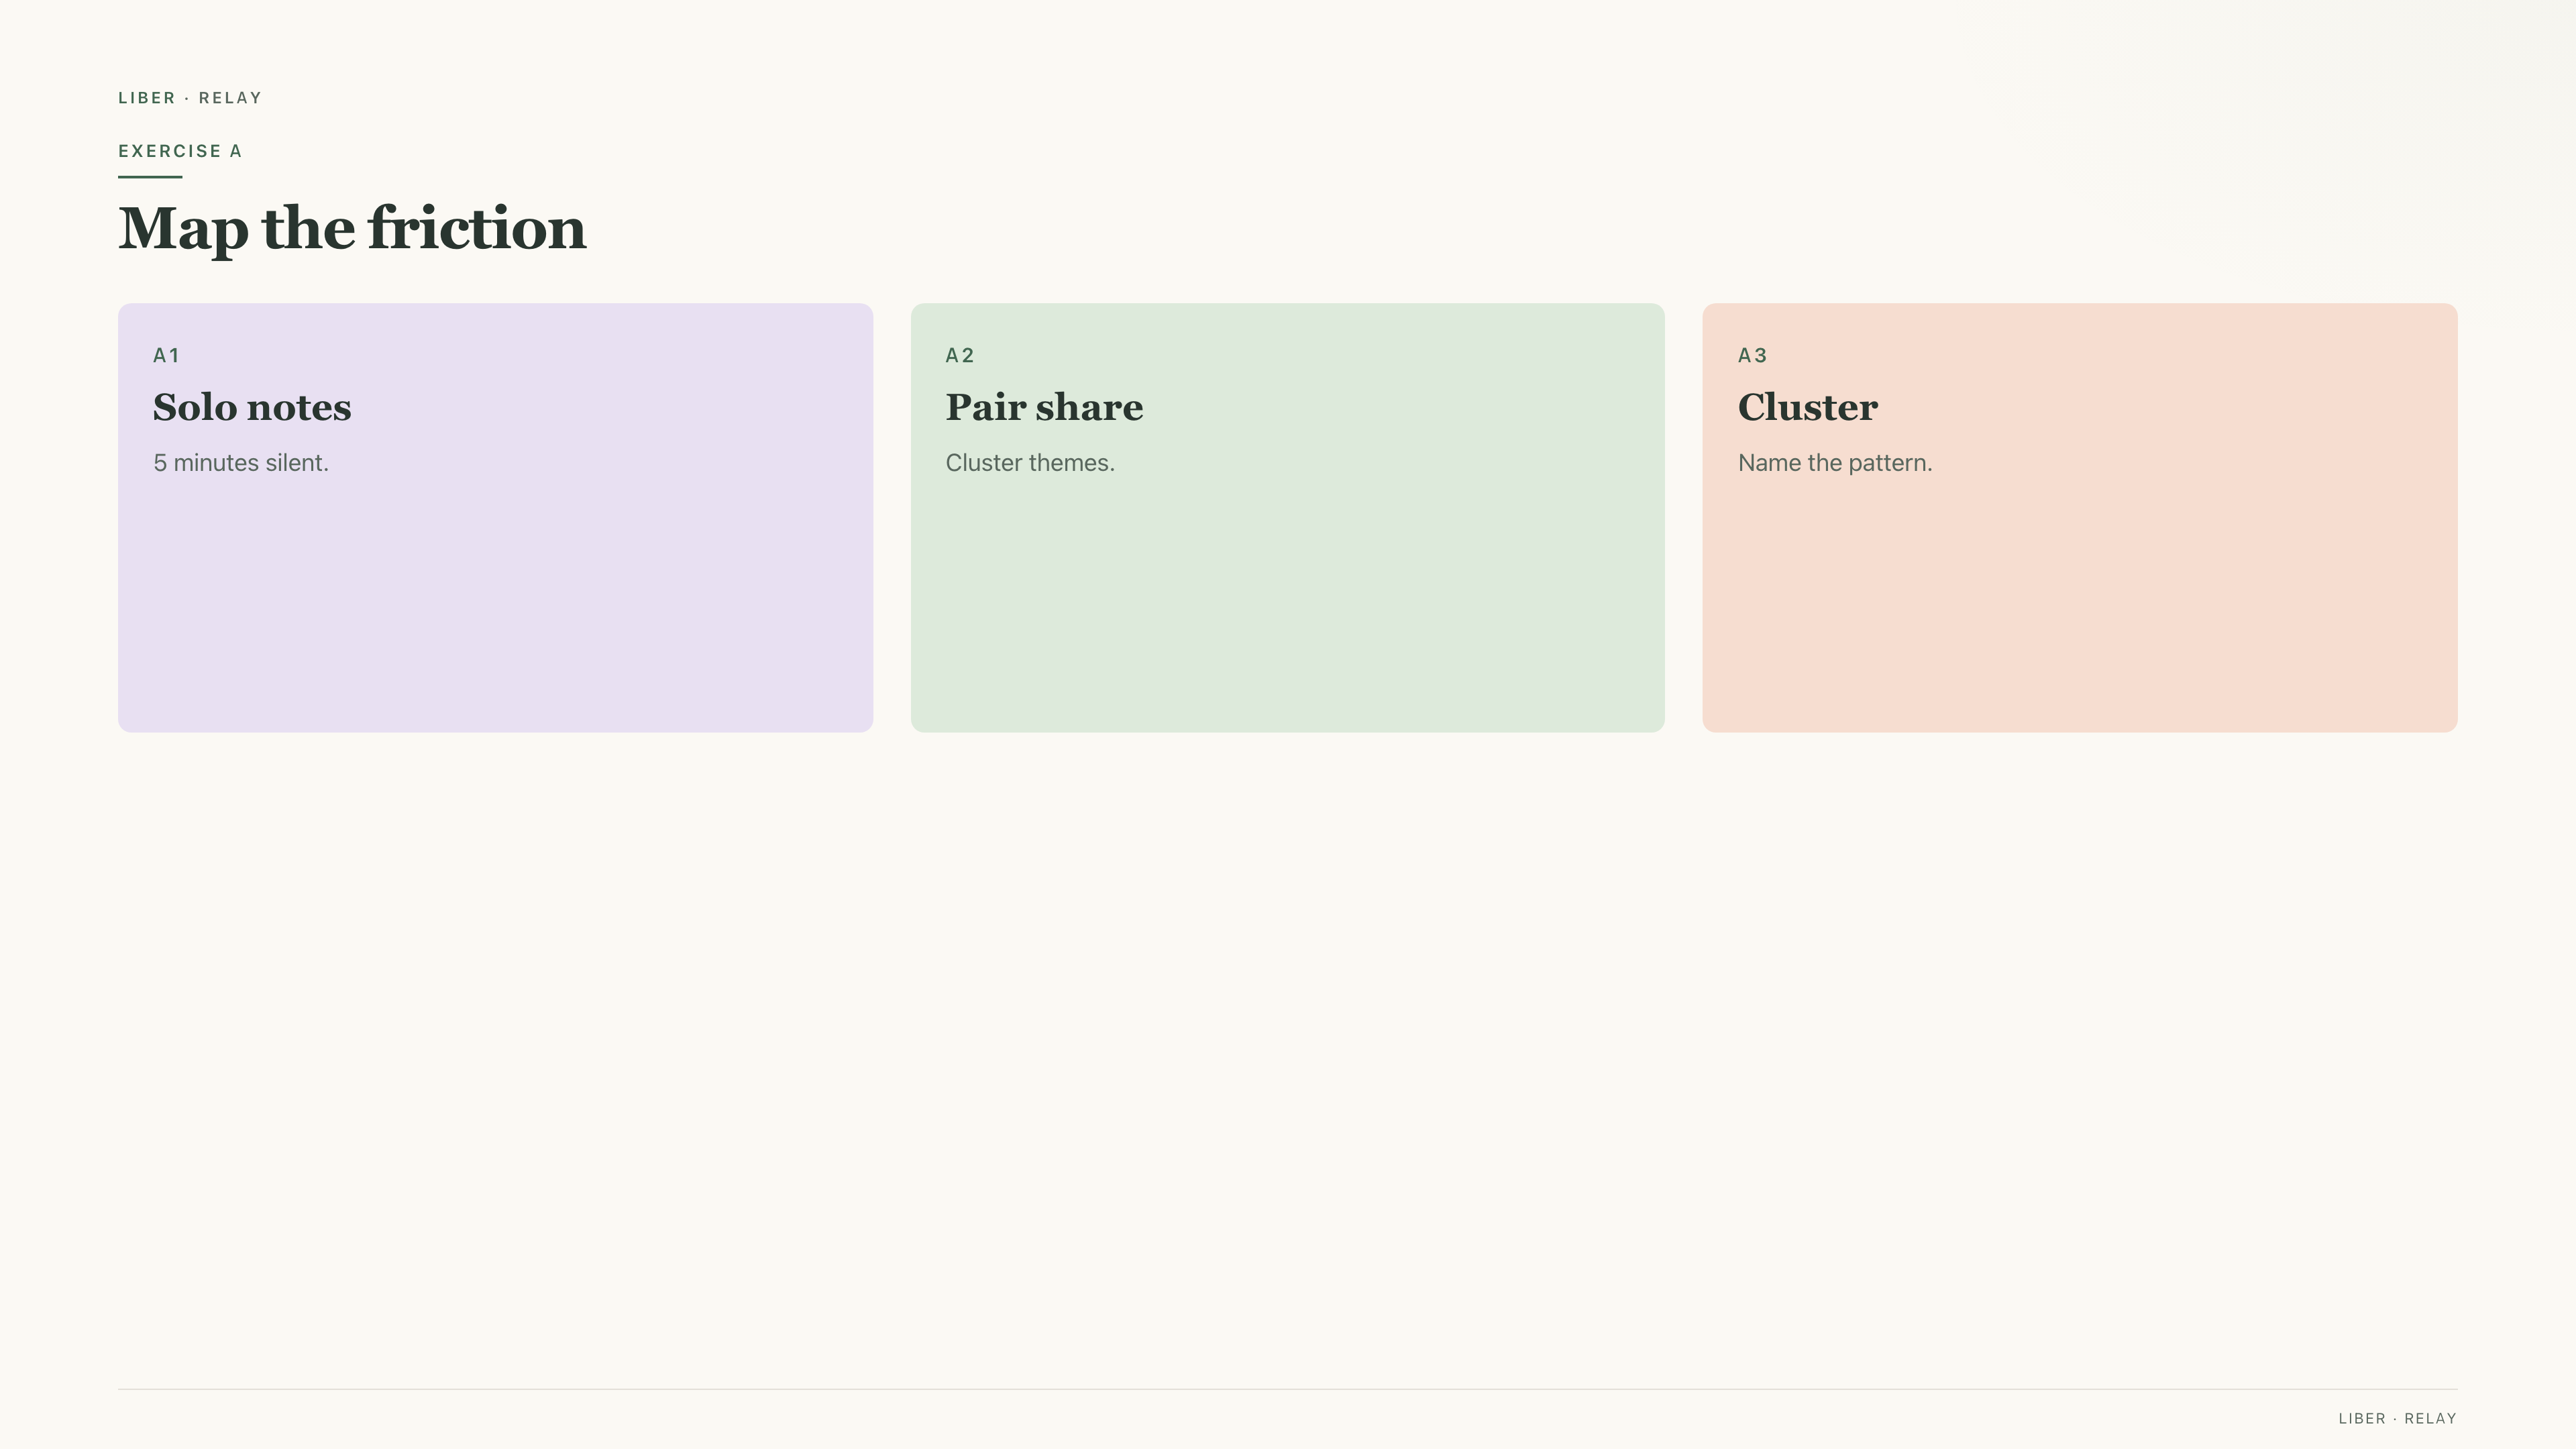 LIBER · RELAY
EXERCISE A
Map the friction
A1
Solo notes
5 minutes silent.
A2
Pair share
Cluster themes.
A3
Cluster
Name the pattern.
LIBER · RELAY